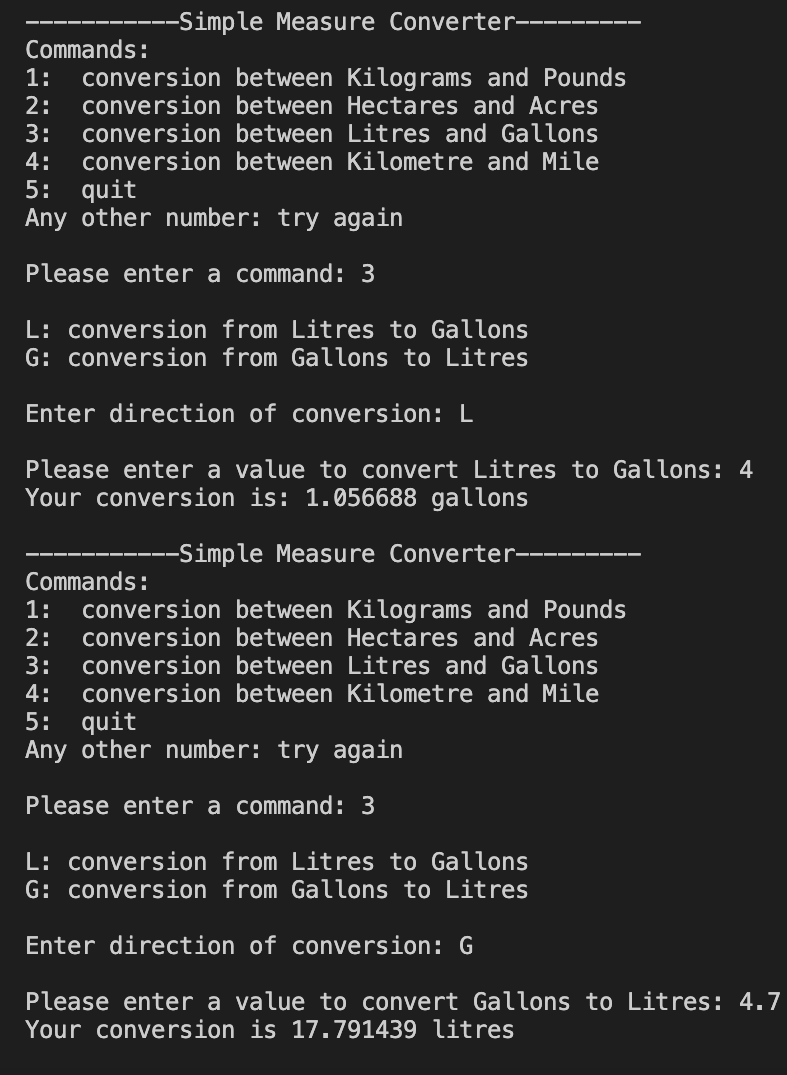 -----------Simple Measure Converter---------
Commands:
1:  conversion between Kilograms and Pounds
2:  conversion between Hectares and Acres
3:  conversion between Litres and Gallons
4:  conversion between Kilometre and Mile
5:  quit
Any other number: try again
Please enter a command: 3
L: conversion from Litres to Gallons
G: conversion from Gallons to Litres
Enter direction of conversion: L
Please enter a value to convert Litres to Gallons: 4
Your conversion is: 1.056688 gallons
-----------Simple Measure Converter---------
Commands:
1:  conversion between Kilograms and Pounds
2:  conversion between Hectares and Acres
3:  conversion between Litres and Gallons
4:  conversion between Kilometre and Mile
5:  quit
Any other number: try again
Please enter a command: 3
L: conversion from Litres to Gallons
G: conversion from Gallons to Litres
Enter direction of conversion: G
Please enter a value to convert Gallons to Litres: 4.7
Your conversion is 17.791439 litres